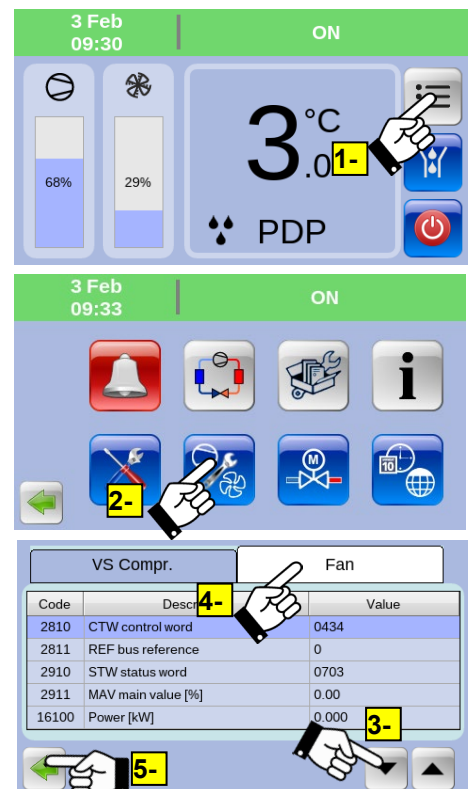 3 Feb
09:30
ON
68%
29%
3.0 °C
1-
PDP
3 Feb
09:33
ON
i
M
10
2-
VS Compr.
Fan
4-
Code Descr Value
2810 CTW control word 0434
2811 REF bus reference 0
2910 STW status word 0703
2911 MAV main value [%] 0.00
16100 Power [kW] 0.000
3-
5-